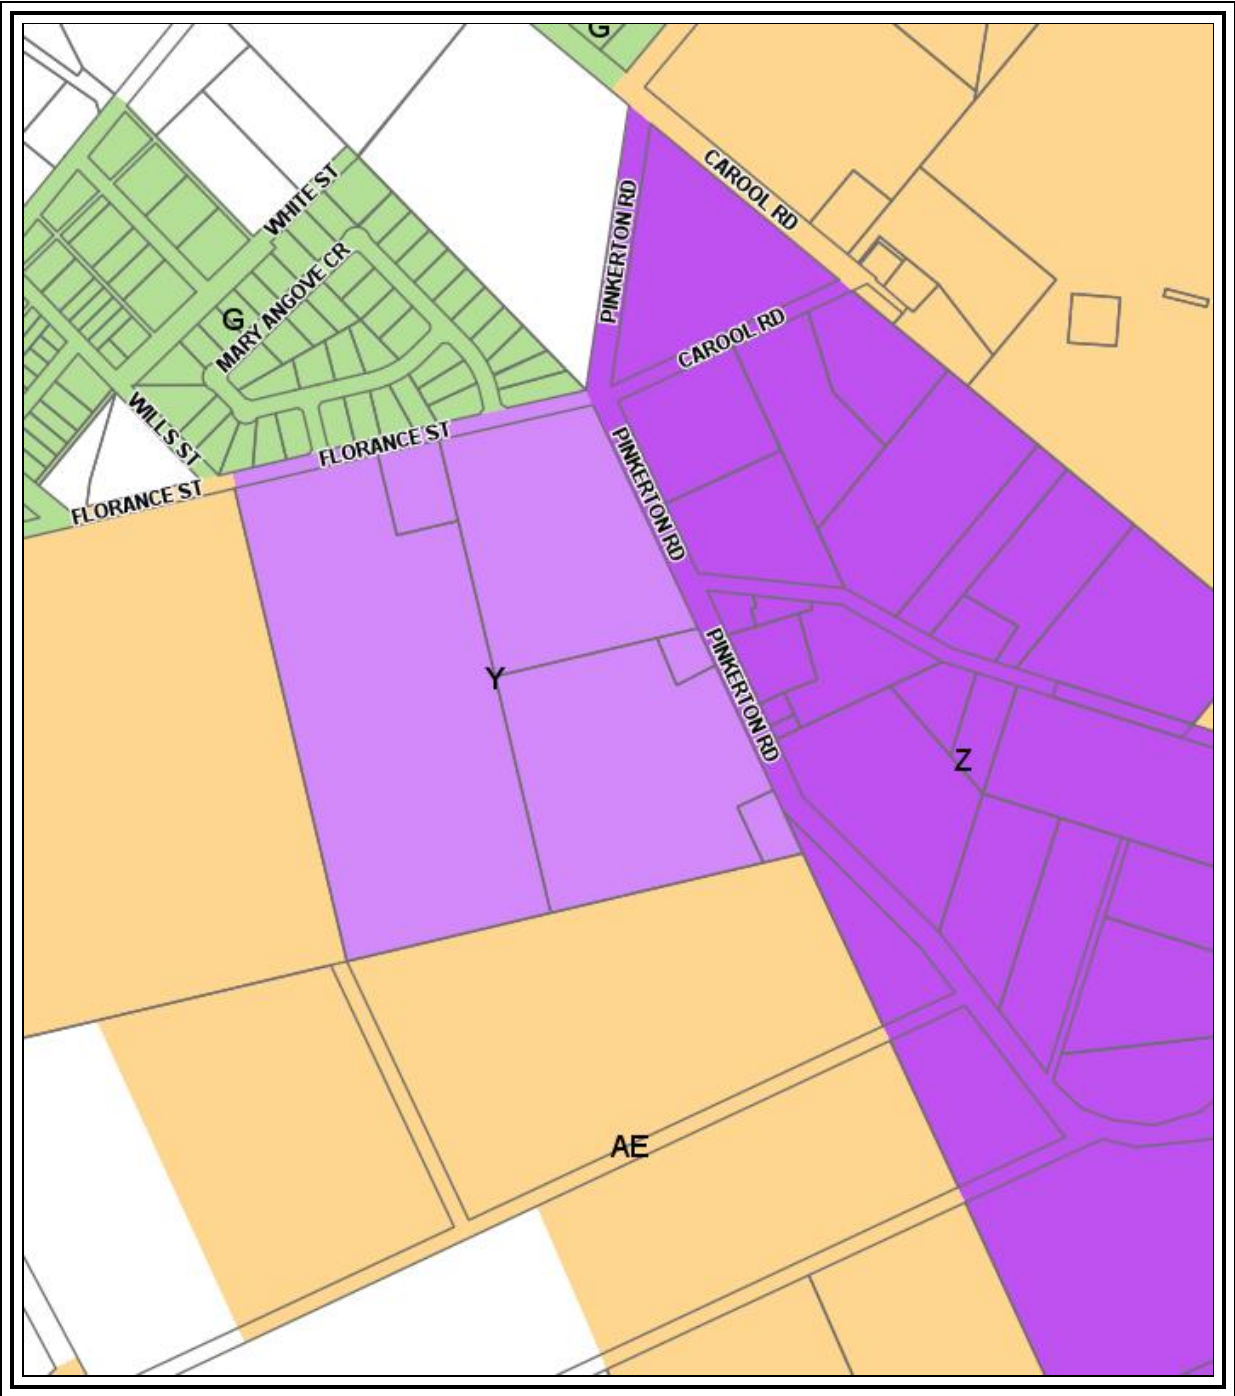 G
CAROOL RD
WHITE ST
PINKERTON RD
MARY ANGOVE CR
G
CAROOL RD
WILLS ST
FLORANCE ST
PINKERTON RD
FLORANCE ST
Y
PINKERTON RD
Z
AE